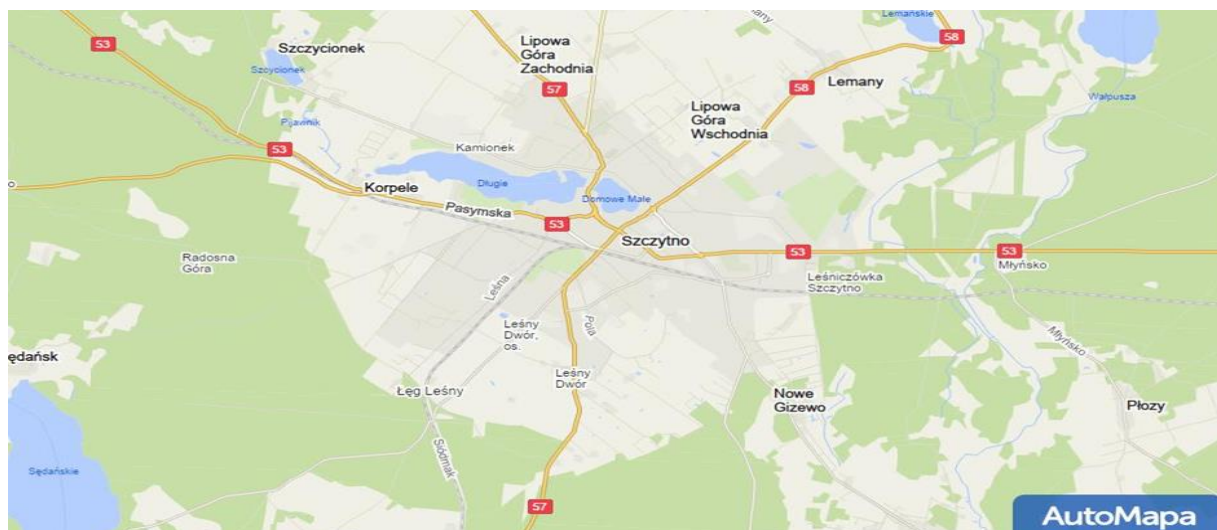 Lemańskie
58
53
Szczycionek
Lipowa
Góra
Zachodnia
Szczycionek
57
58
Lemany
Wałpusza
Lipowa
Góra
Wschodnia
Pijawnik
53
Kamionek
Korpele
Długie
Domowe Małe
Pasymska
53
Szczytno
53
53
Młyńsko
Radosna
Góra
Leśniczówka
Szczytno
Leśna
Leśny
Dwór,
os.
Pola
Młyńsko
ędańsk
Leśny
Dwór
Łęg Leśny
Nowe
Gizewo
Płozy
Siódmak
Sędańskie
57
AutoMapa